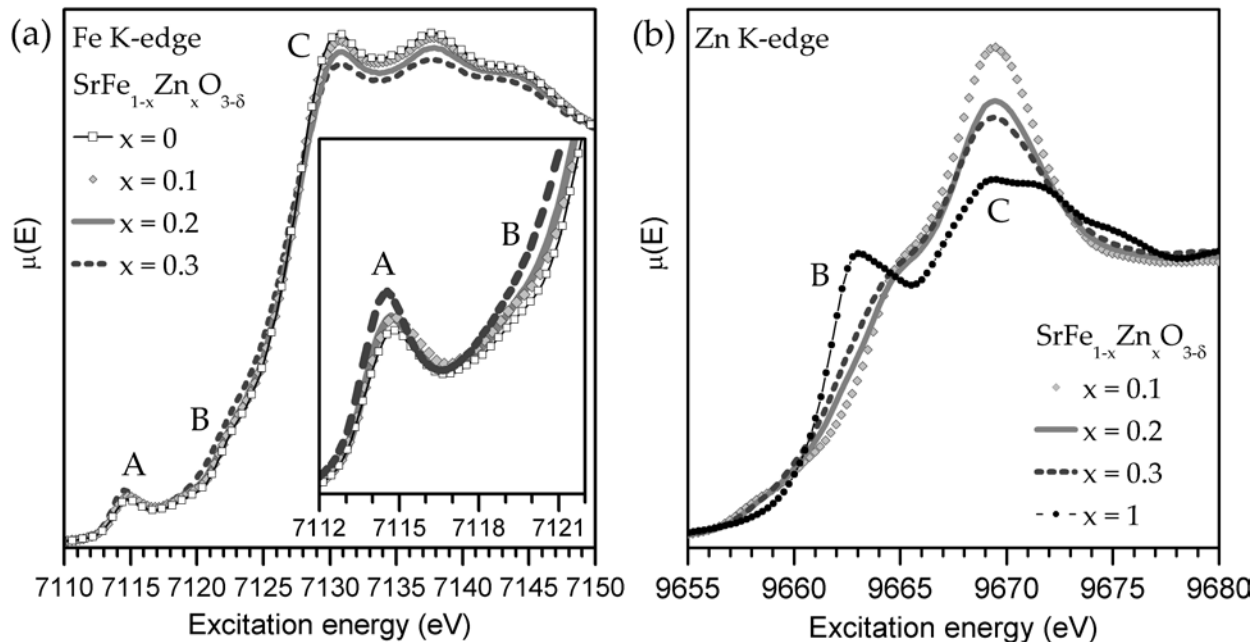 (a)
Fe K-edge
SrFe1-xZnxO3-δ
x = 0
x = 0.1
x = 0.2
x = 0.3
C
A
B
A
B
7112 7115 7118 7121
7110 7115 7120 7125 7130 7135 7140 7145 7150
Excitation energy (eV)
μ(E)
(b)
Zn K-edge
B
C
SrFe1-xZnxO3-δ
x = 0.1
x = 0.2
x = 0.3
x = 1
9655 9660 9665 9670 9675 9680
Excitation energy (eV)
μ(E)